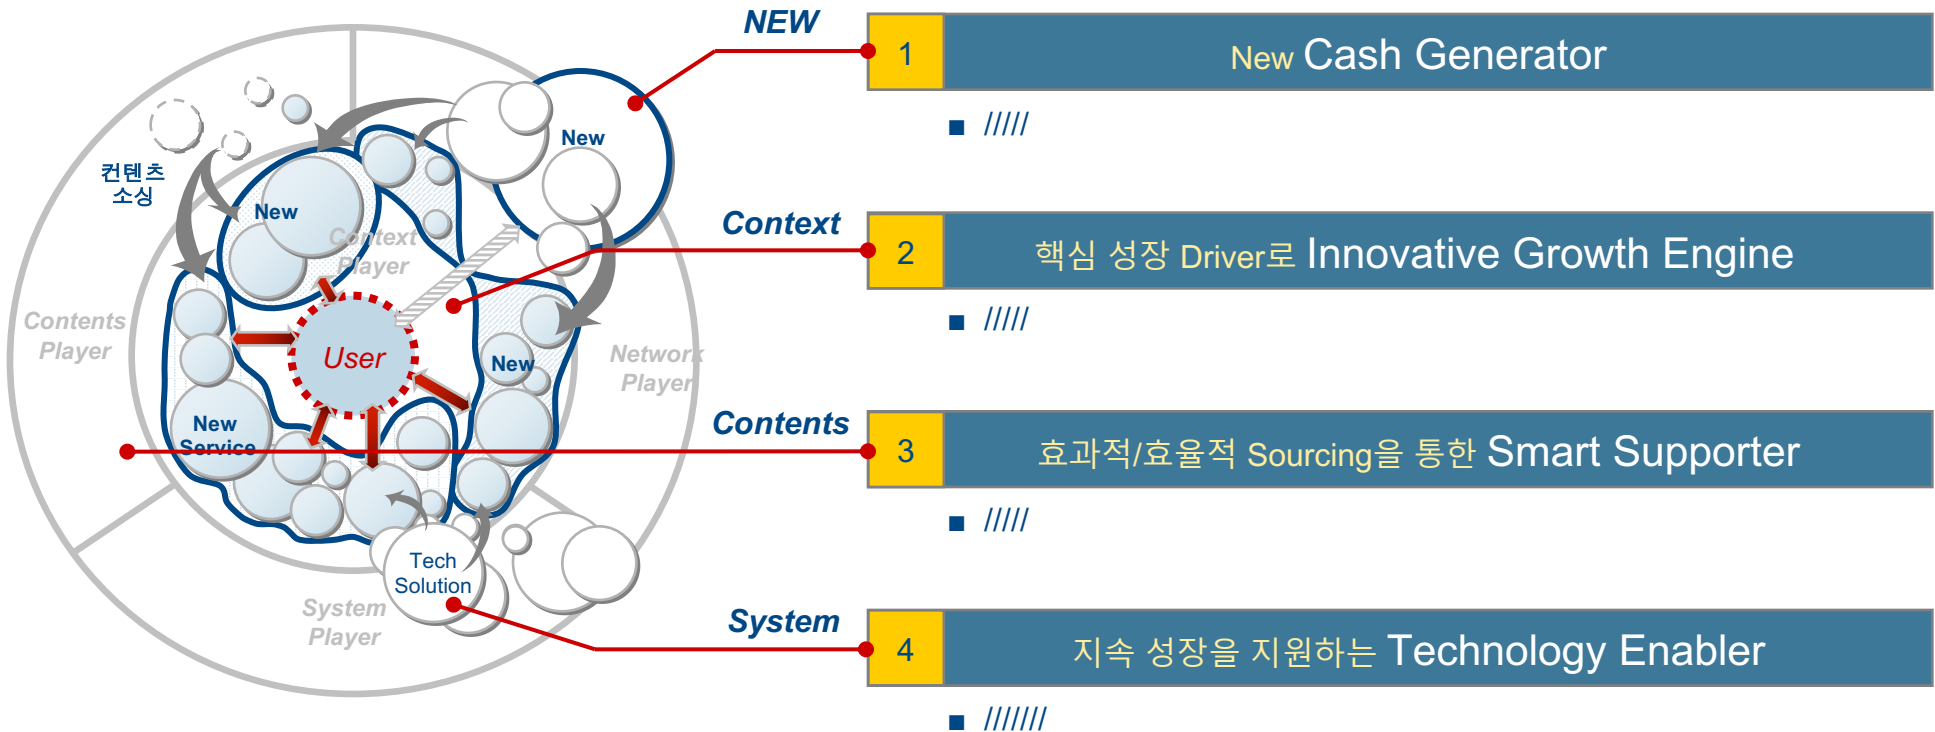 NEW
1
New Cash Generator
■ /////
New
컨텐츠
소싱
New
Context
Player
Context
2
핵심 성장 Driver로 Innovative Growth Engine
■ /////
Contents
Player
User
New
Network
Player
Contents
3
효과적/효율적 Sourcing을 통한 Smart Supporter
■ /////
New
Service
Tech
Solution
System
Player
System
4
지속 성장을 지원하는 Technology Enabler
■ ///////